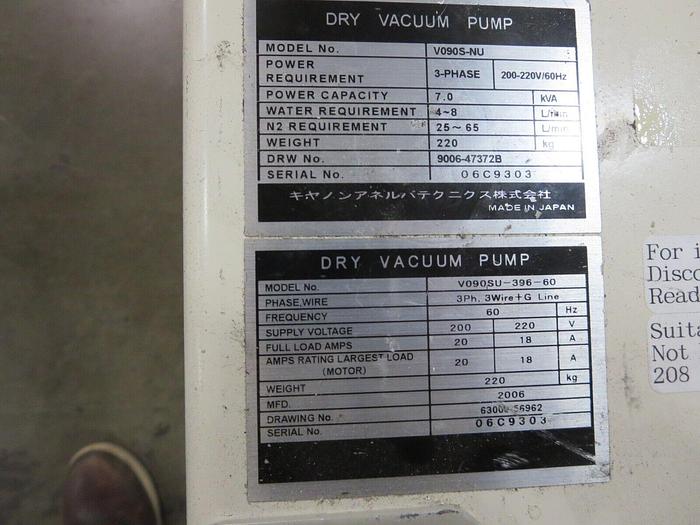 DRY VACUUM PUMP
MODEL No. V090S-NU
POWER REQUIREMENT 3-PHASE 200-220V/60Hz
POWER CAPACITY 7.0 kVA
WATER REQUIREMENT 4~8 L/min
N2 REQUIREMENT 25~65 L/min
WEIGHT 220 kg
DRW No. 9006-47372B
SERIAL No. 06C9303
キヤノンアネルバテクニクス株式会社
MADE IN JAPAN
DRY VACUUM PUMP
MODEL No. V090SU-396-60
PHASE,WIRE 3Ph. 3Wire+G Line
FREQUENCY 60 Hz
SUPPLY VOLTAGE 200 220 V
FULL LOAD AMPS 20 18 A
AMPS RATING LARGEST LOAD (MOTOR) 20 18 A
WEIGHT 220 kg
MFD. 2006
DRAWING No.
SERIAL No. 06C9303
For
Read
Not
208